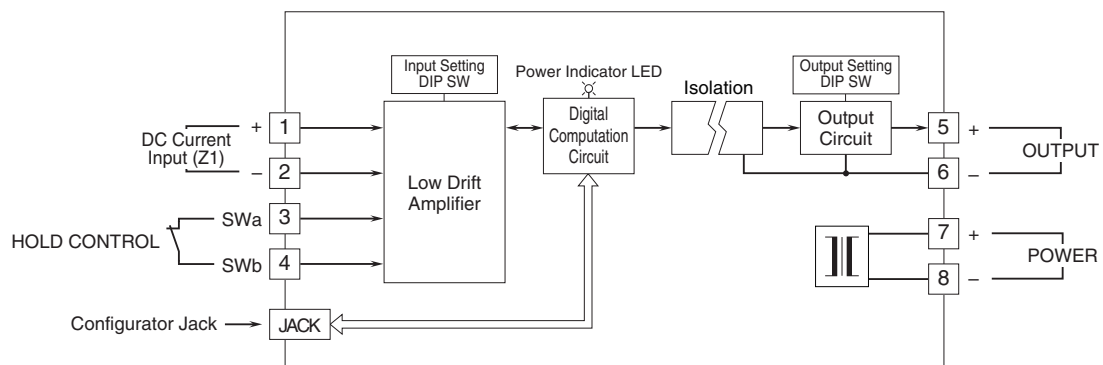 Input Setting
DIP SW
Power Indicator LED
Output Setting
DIP SW
Isolation
DC Current
Input (Z1)
+
1
−
2
SWa
3
HOLD CONTROL
SWb
4
Low Drift
Amplifier
Digital
Computation
Circuit
Output
Circuit
5
+
OUTPUT
6
−
7
+
POWER
8
−
Configurator Jack
JACK